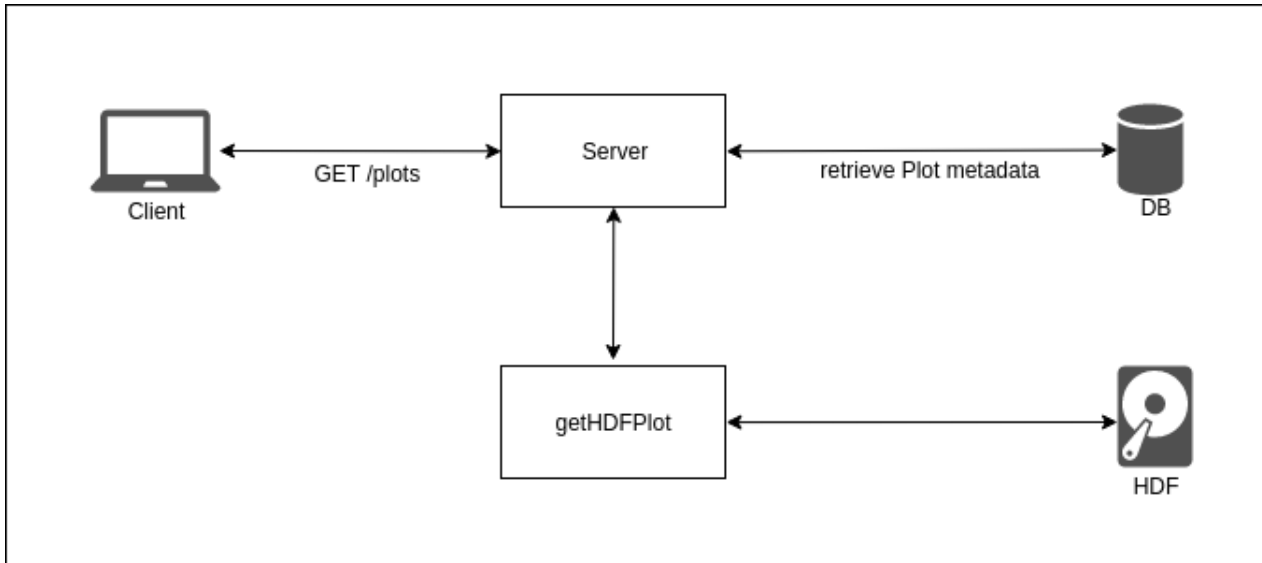 Server
GET /plots
retrieve Plot metadata
Client
DB
getHDFPlot
HDF